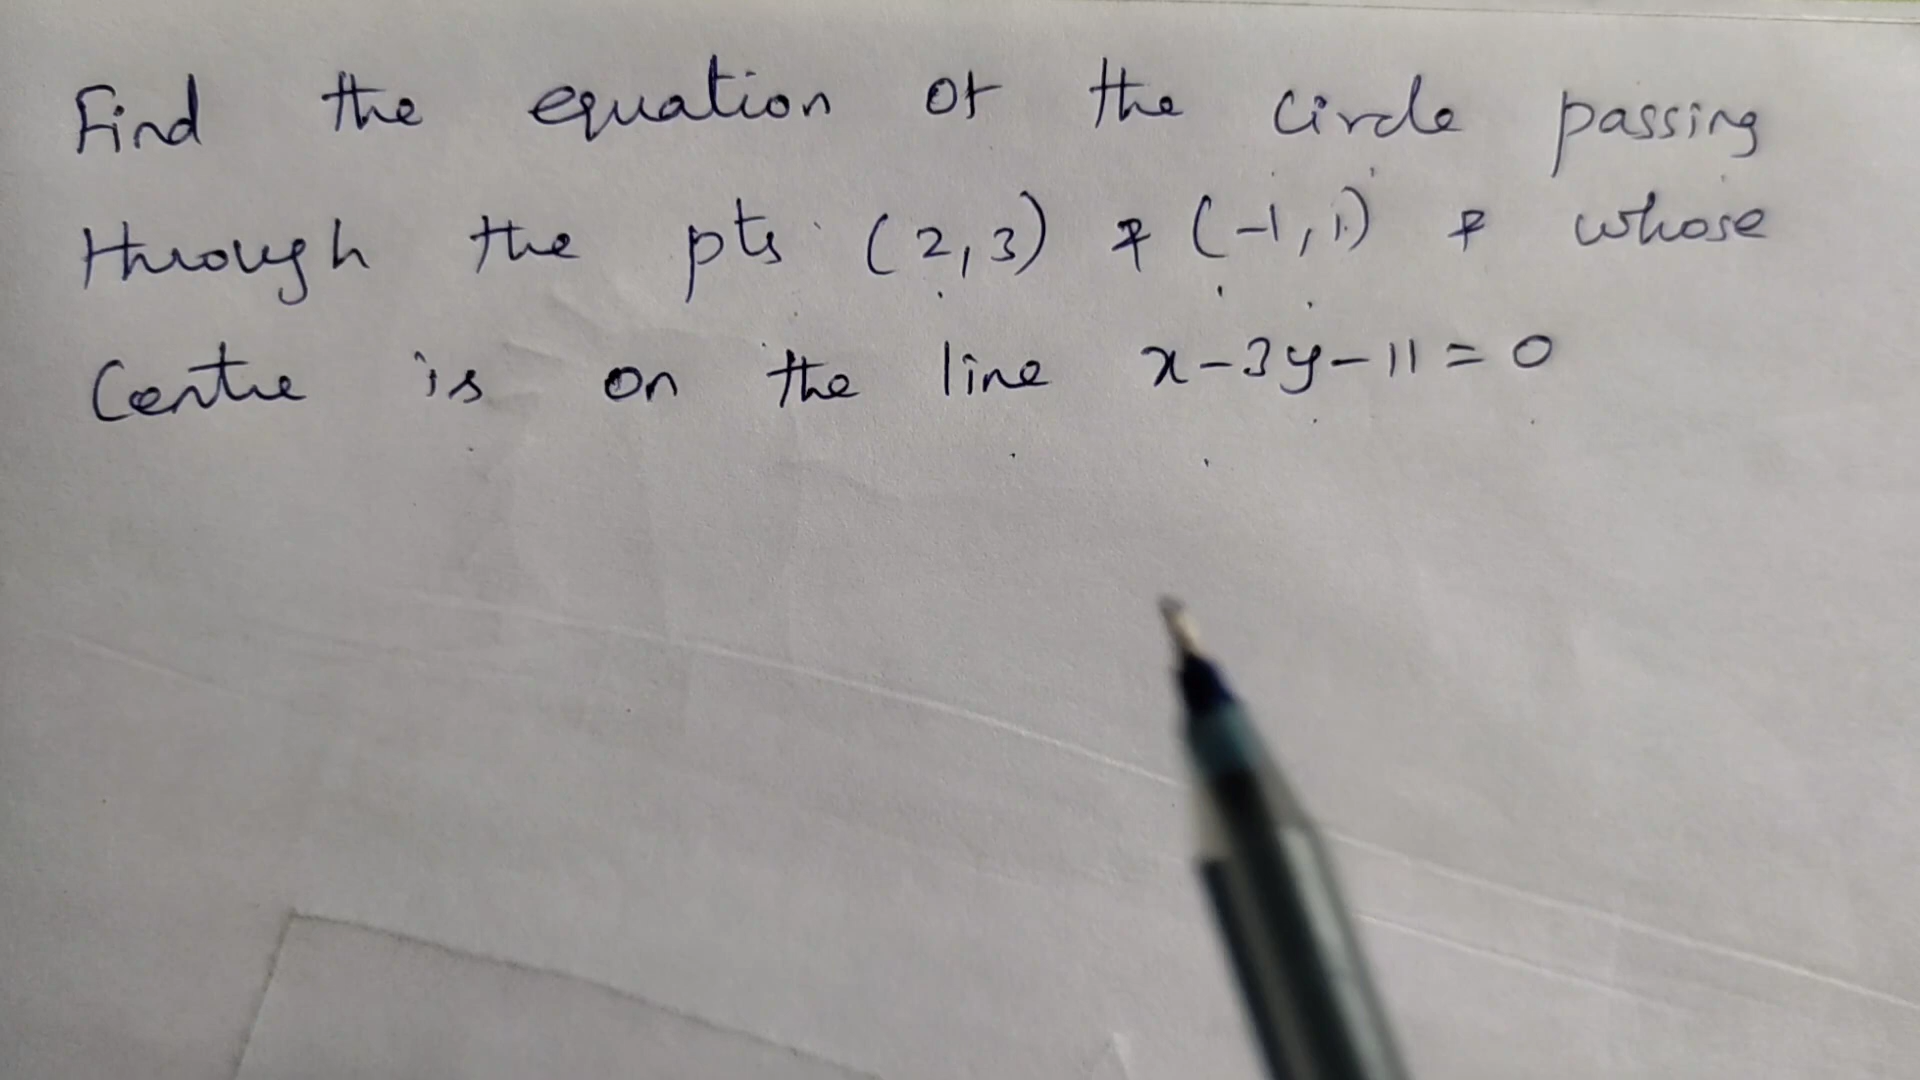 Find the equation of the circle passing
through the pts (2,3) & (-1,1) & whose
Centre is on the line x-3y-11=0